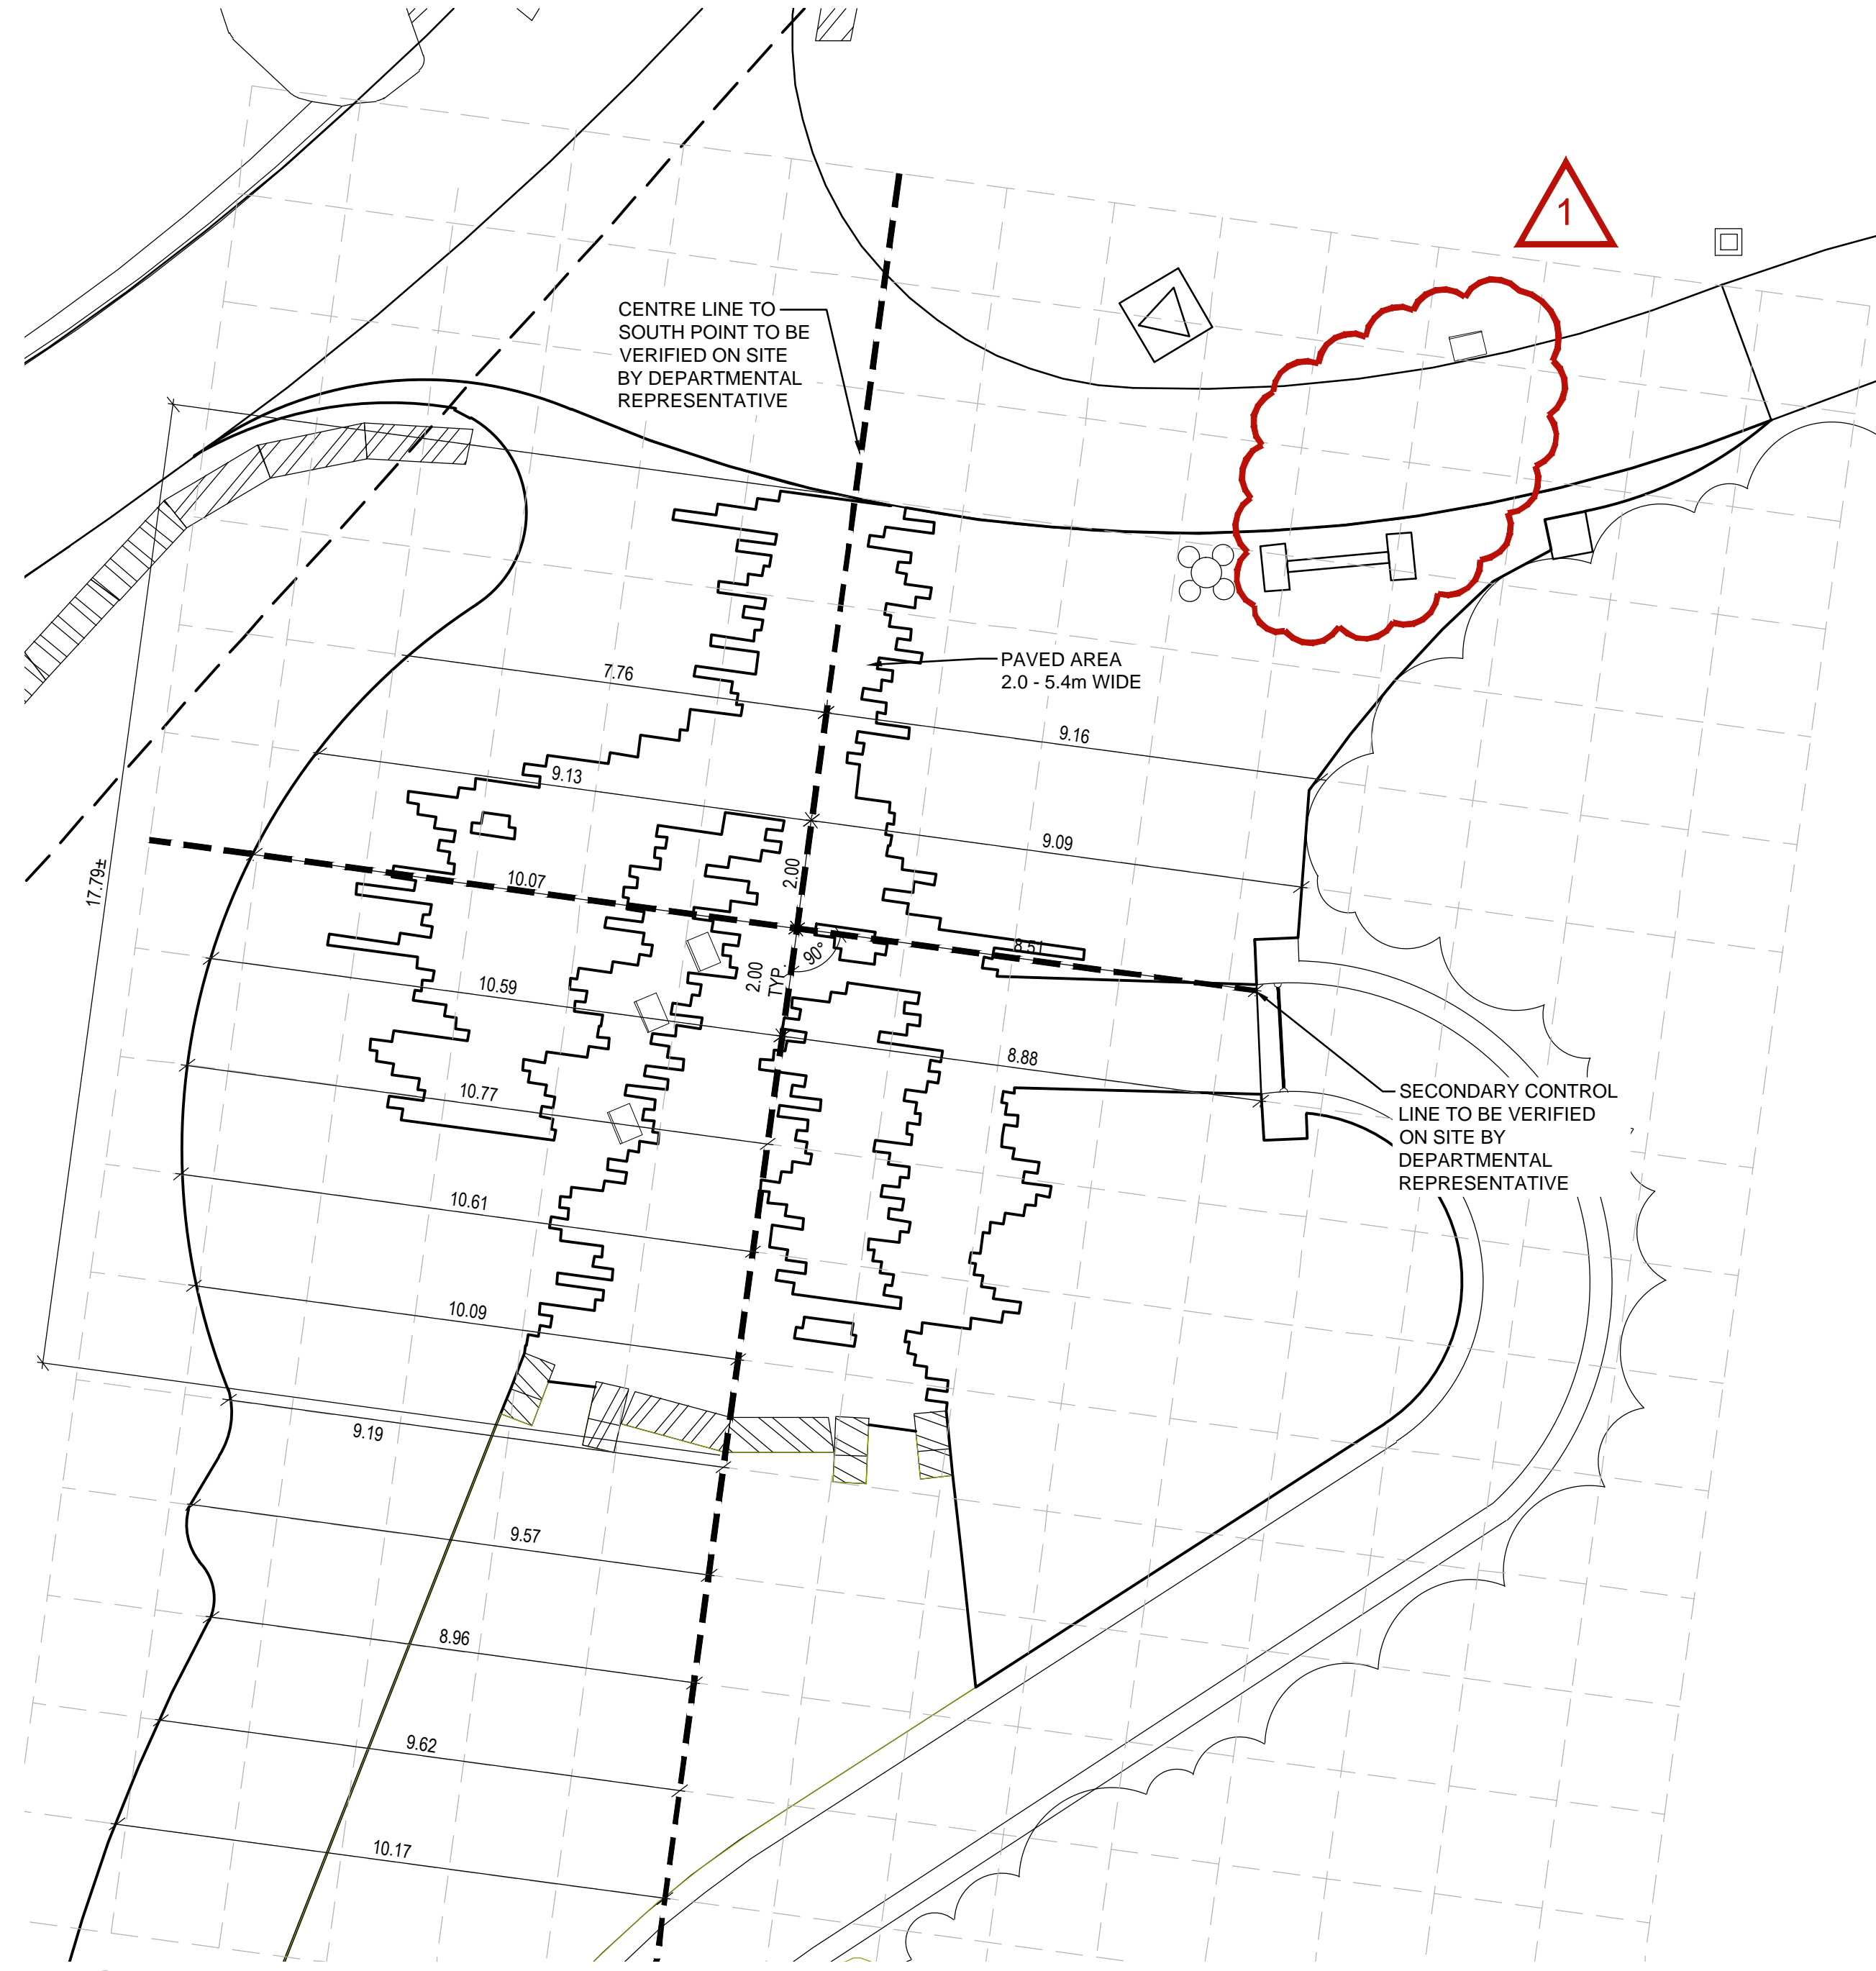 1
CENTRE LINE TO
SOUTH POINT TO BE
VERIFIED ON SITE
BY DEPARTMENTAL
REPRESENTATIVE
PAVED AREA
2.0 - 5.4m WIDE
7.76
9.16
9.13
9.09
17.79±
2.00
10.07
8.51
90°
2.00
TYP.
10.59
8.88
10.77
SECONDARY CONTROL
LINE TO BE VERIFIED
ON SITE BY
DEPARTMENTAL
REPRESENTATIVE
10.61
10.09
9.19
9.57
8.96
9.62
10.17